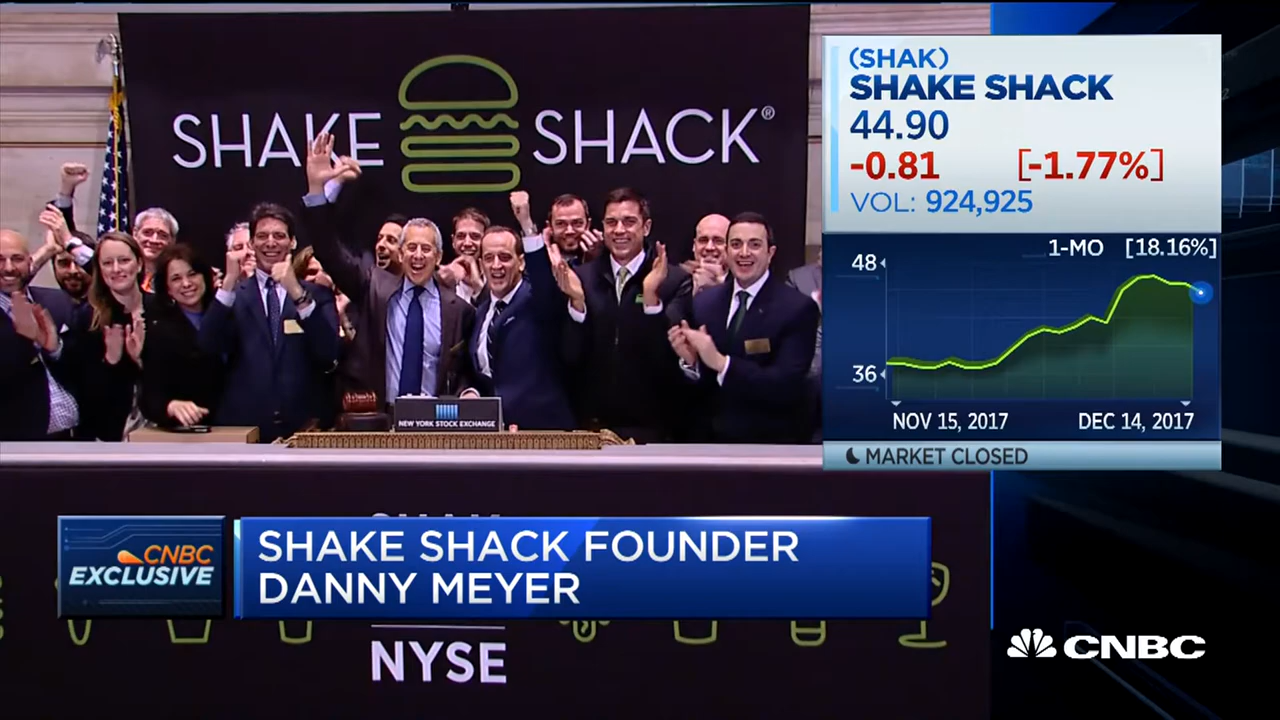 SHAKE SHACK®
(SHAK)
SHAKE SHACK
44.90
-0.81 [-1.77%]
VOL: 924,925
1-MO [18.16%]
48
36
NOV 15, 2017 DEC 14, 2017
MARKET CLOSED
NEW YORK STOCK EXCHANGE
CNBC
EXCLUSIVE
SHAKE SHACK FOUNDER
DANNY MEYER
NYSE
CNBC